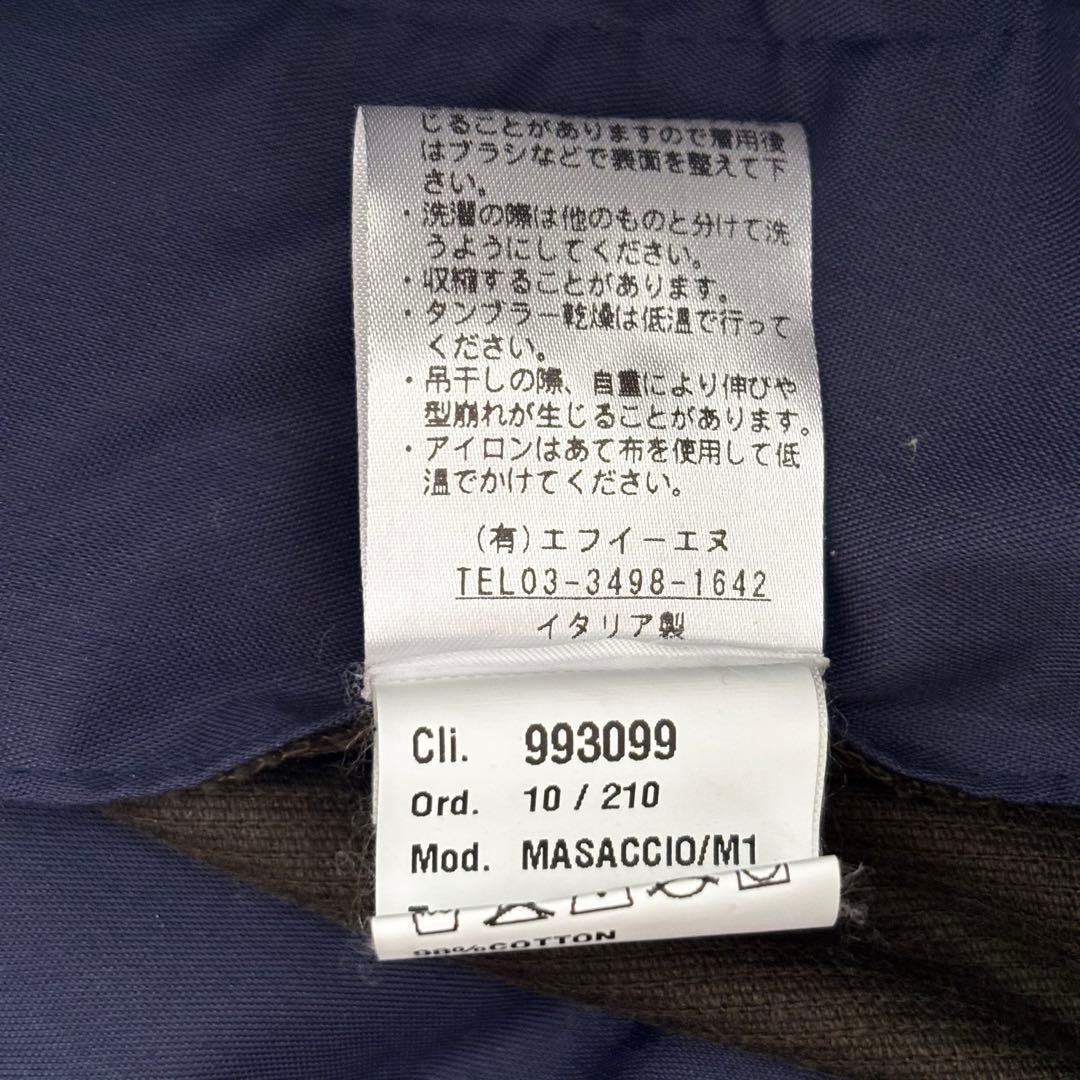 じることがありますので着用後
はブラシなどで表面を整えて下
さい。
・洗濯の際は他のものと分けて洗
うようにしてください。
・収縮することがあります。
・タンブラー乾燥は低温で行って
ください。
・吊干しの際、自重により伸びや
型崩れが生じることがあります。
・アイロンはあて布を使用して低
温でかけてください。
(有)エフイーエヌ
TEL03-3498-1642
イタリア製
Cli. 993099
Ord. 10 / 210
Mod. MASACCIO/M1
98%COTTON